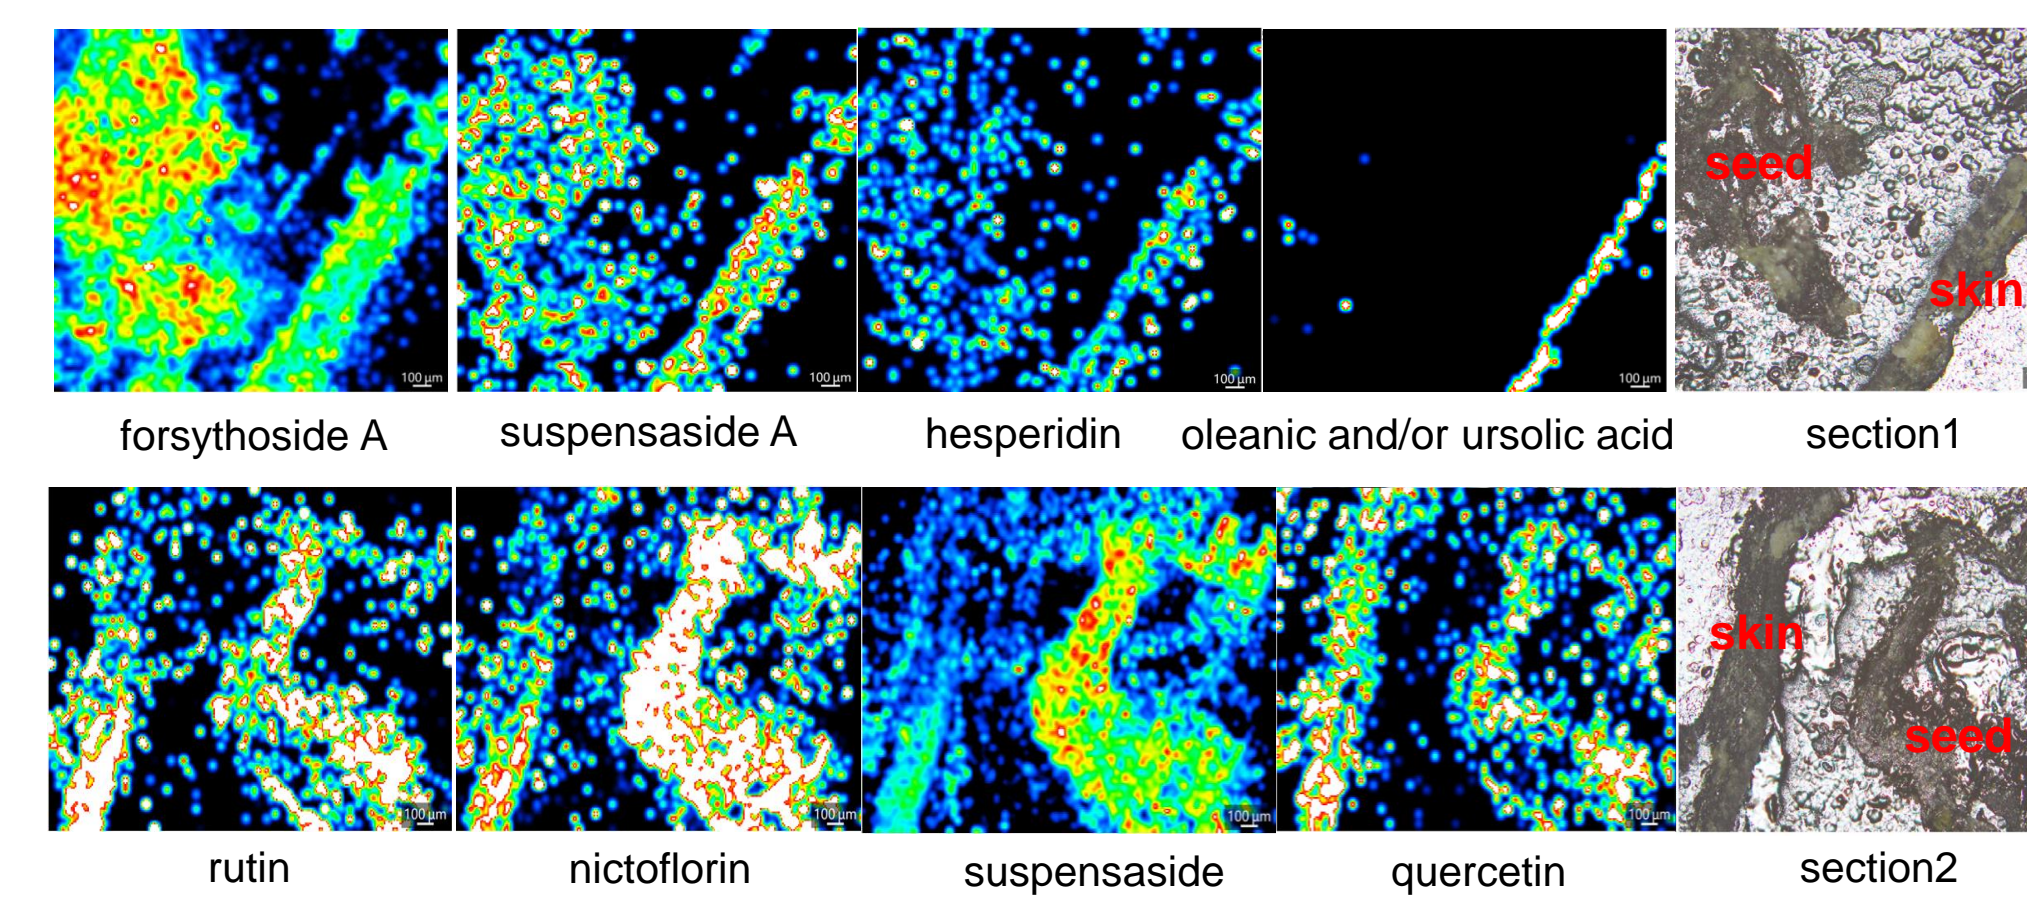 seed
skin
100 µm
100 µm
100 µm
100 µm
forsythoside A
suspensaside A
hesperidin
oleanic and/or ursolic acid
section1
skin
seed
100 µm
100 µm
100 µm
100 µm
rutin
nictoflorin
suspensaside
quercetin
section2